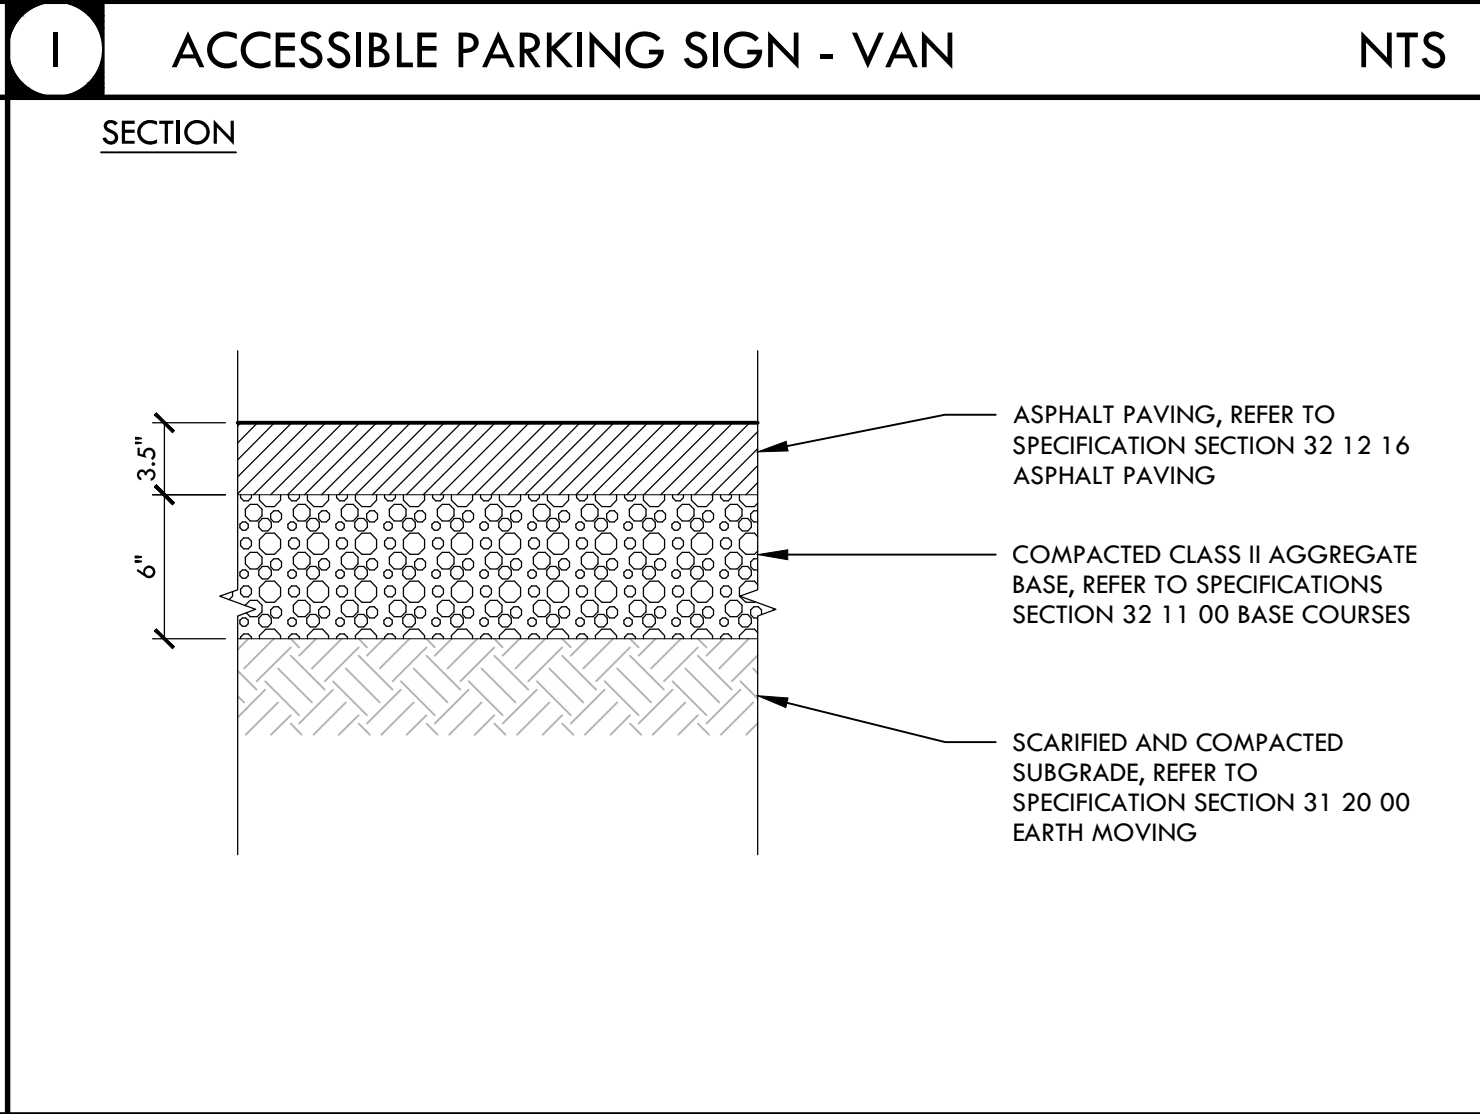 I ACCESSIBLE PARKING SIGN - VAN NTS
SECTION
3.5"
6"
ASPHALT PAVING, REFER TO
SPECIFICATION SECTION 32 12 16
ASPHALT PAVING
COMPACTED CLASS II AGGREGATE
BASE, REFER TO SPECIFICATIONS
SECTION 32 11 00 BASE COURSES
SCARIFIED AND COMPACTED
SUBGRADE, REFER TO
SPECIFICATION SECTION 31 20 00
EARTH MOVING